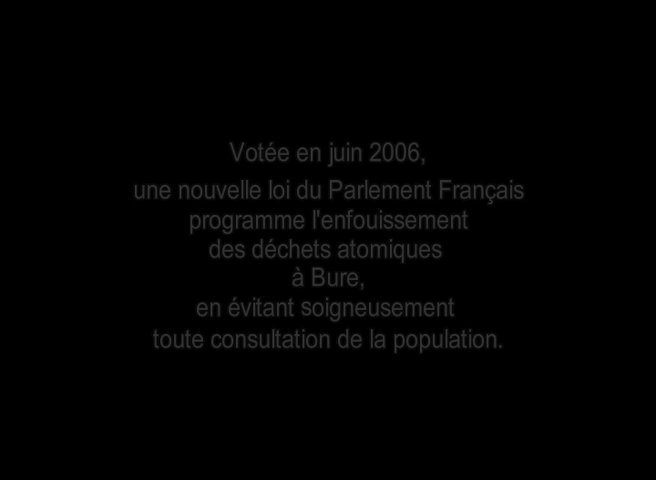 Votée en juin 2006,
une nouvelle loi du Parlement Français
programme l'enfouissement
des déchets atomiques
à Bure,
en évitant soigneusement
toute consultation de la population.